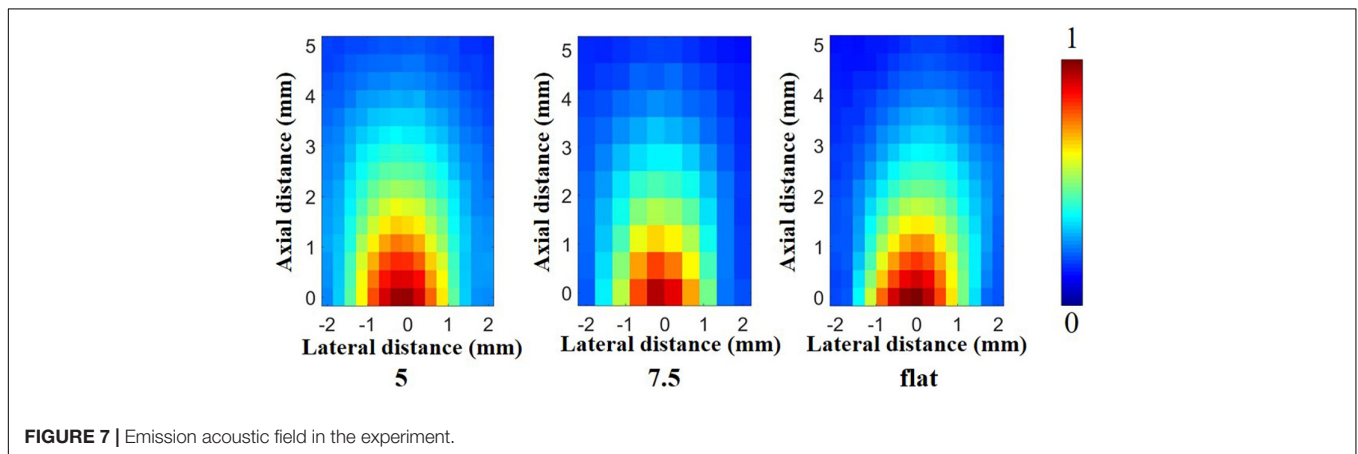 5
4
3
2
1
0
Axial distance (mm)
-2 -1 0 1 2
Lateral distance (mm)
5
5
4
3
2
1
0
Axial distance (mm)
-2 -1 0 1 2
Lateral distance (mm)
7.5
5
4
3
2
1
0
Axial distance (mm)
-2 -1 0 1 2
Lateral distance (mm)
flat
1
0
FIGURE 7 | Emission acoustic field in the experiment.